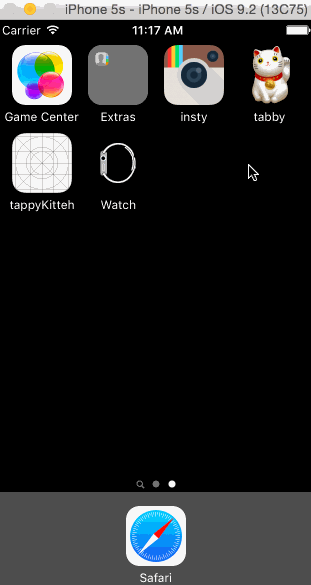 iPhone 5s - iPhone 5s / iOS 9.2 (13C75)
Carrier 11:17 AM
Game Center Extras insty tabby
tappyKitteh Watch
Safari